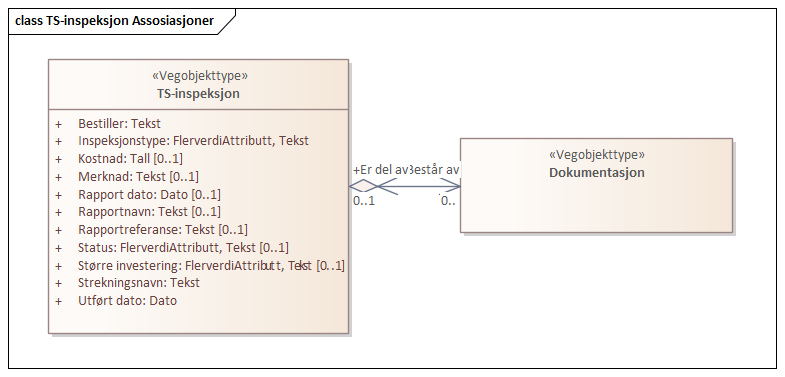 class TS-inspeksjon Assosiasjoner
«Vegobjekttype»
TS-inspeksjon
+ Bestiller: Tekst
+ Inspeksjonstype: FlerverdiAttributt, Tekst
+ Kostnad: Tall [0..1]
+ Merknad: Tekst [0..1]
+ Rapport dato: Dato [0..1]
+ Rapportnavn: Tekst [0..1]
+ Rapportreferanse: Tekst [0..1]
+ Status: FlerverdiAttributt, Tekst [0..1]
+ Større investering: FlerverdiAttributt, Tekst [0..1]
+ Strekningsnavn: Tekst
+ Utført dato: Dato
+Er del av
estår av
0..1
0..
«Vegobjekttype»
Dokumentasjon